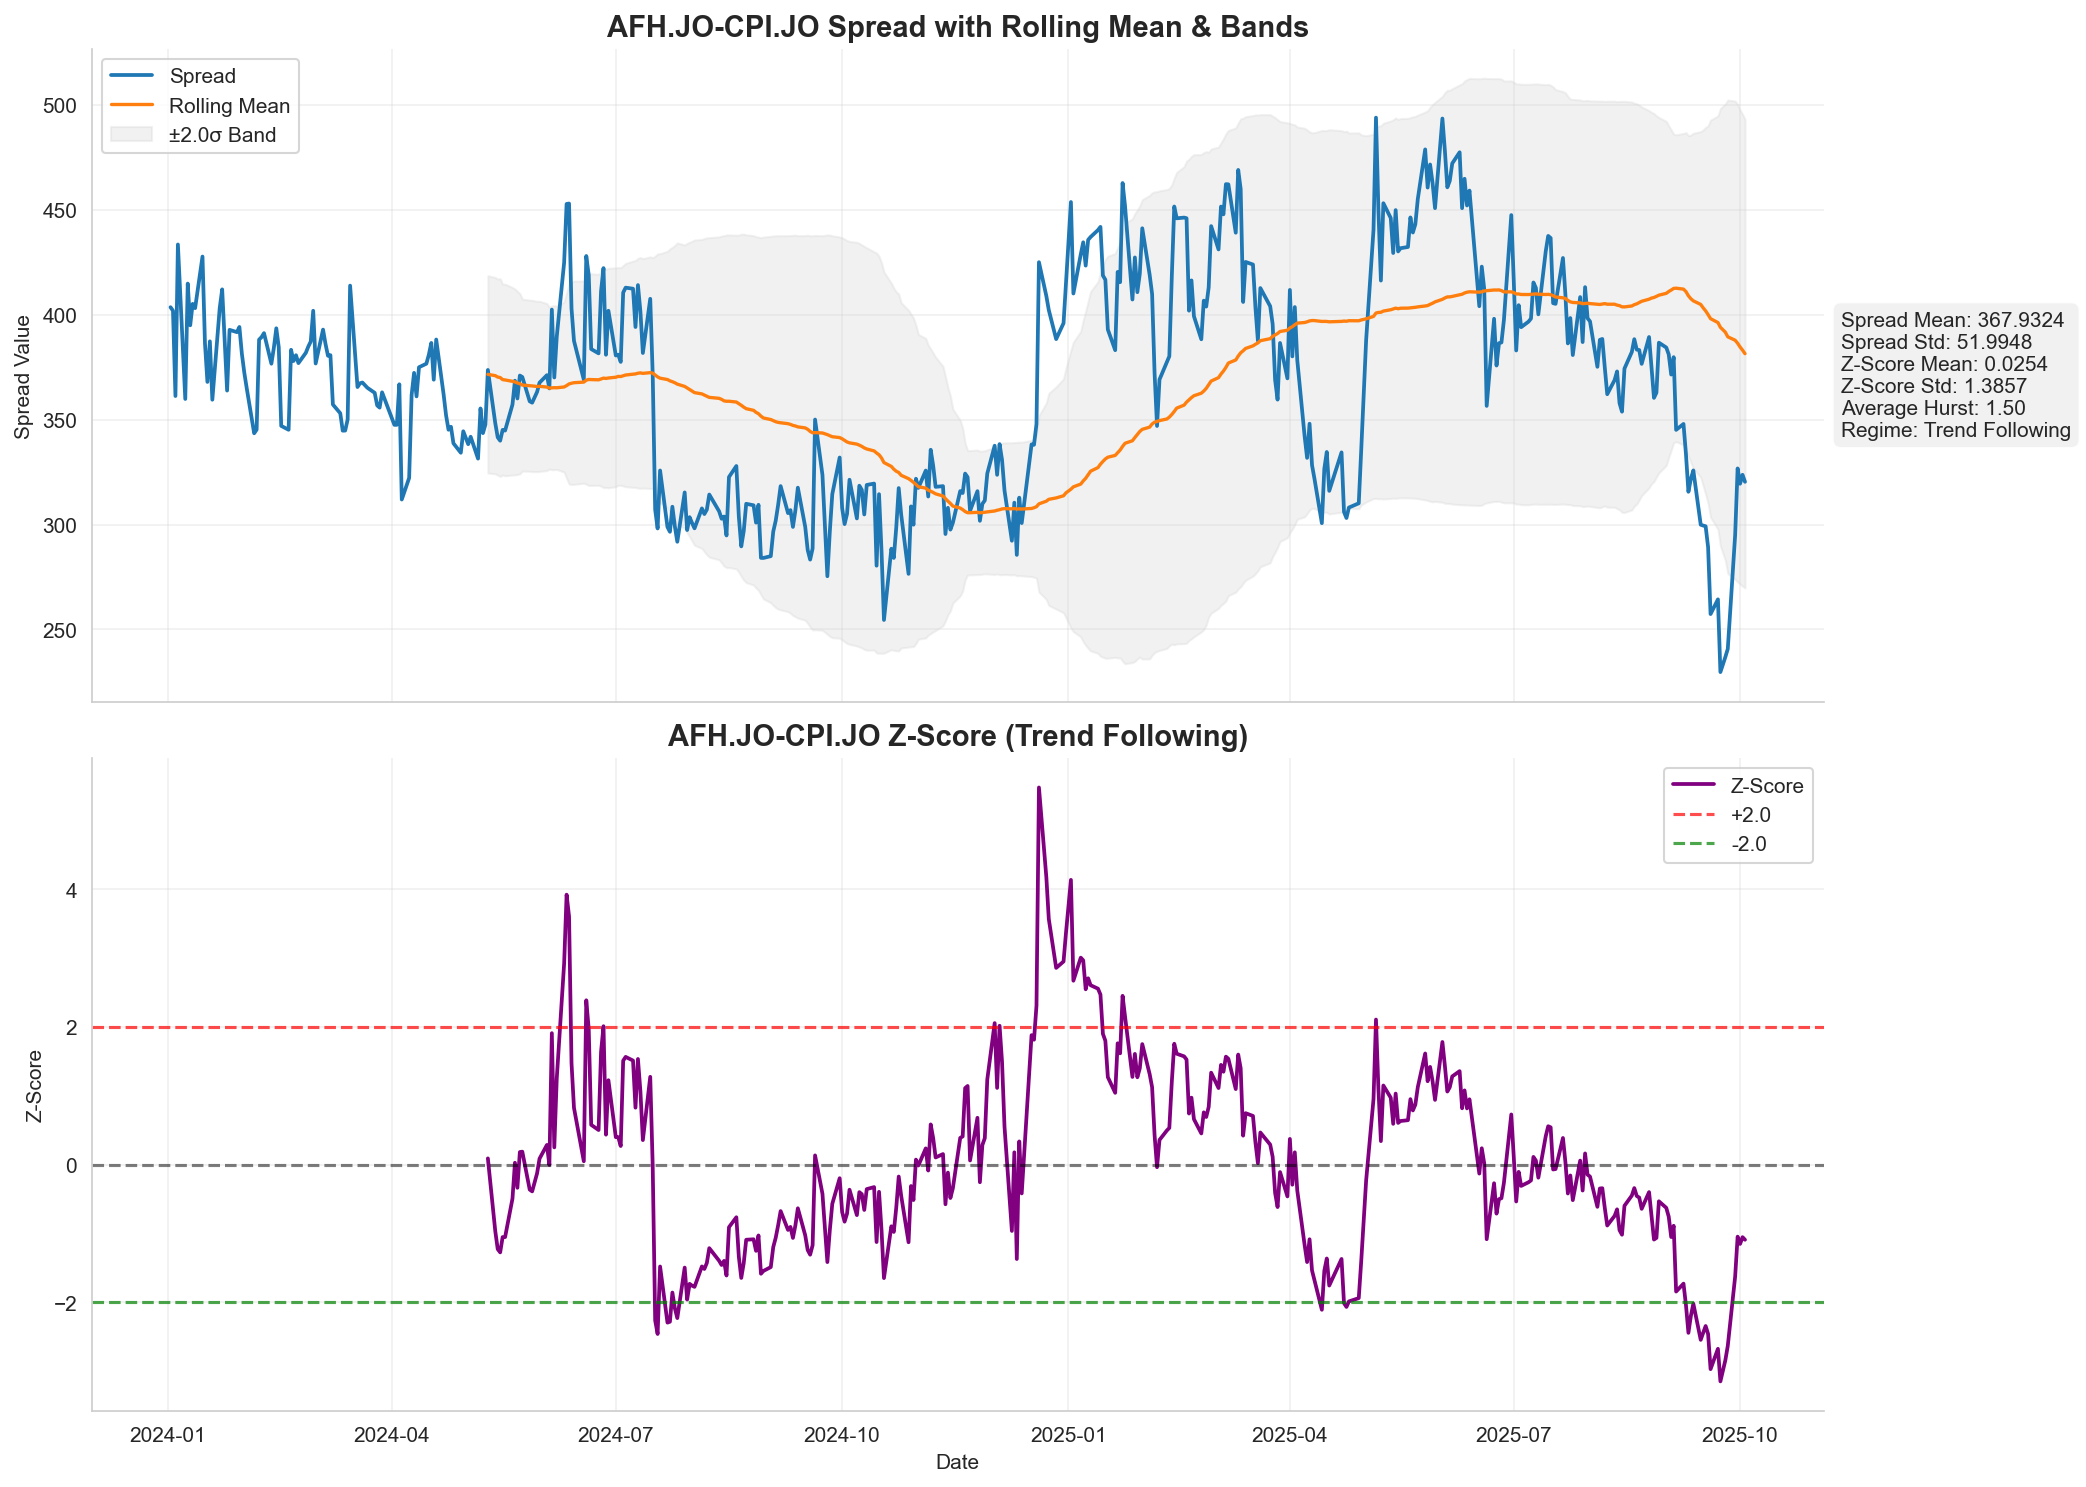 AFH.JO-CPI.JO Spread with Rolling Mean & Bands
Spread
Rolling Mean
±2.0σ Band
Spread Value
500
450
400
350
300
250
Spread Mean: 367.9324
Spread Std: 51.9948
Z-Score Mean: 0.0254
Z-Score Std: 1.3857
Average Hurst: 1.50
Regime: Trend Following
AFH.JO-CPI.JO Z-Score (Trend Following)
Z-Score
+2.0
-2.0
Z-Score
4
2
0
−2
2024-01
2024-04
2024-07
2024-10
2025-01
2025-04
2025-07
2025-10
Date